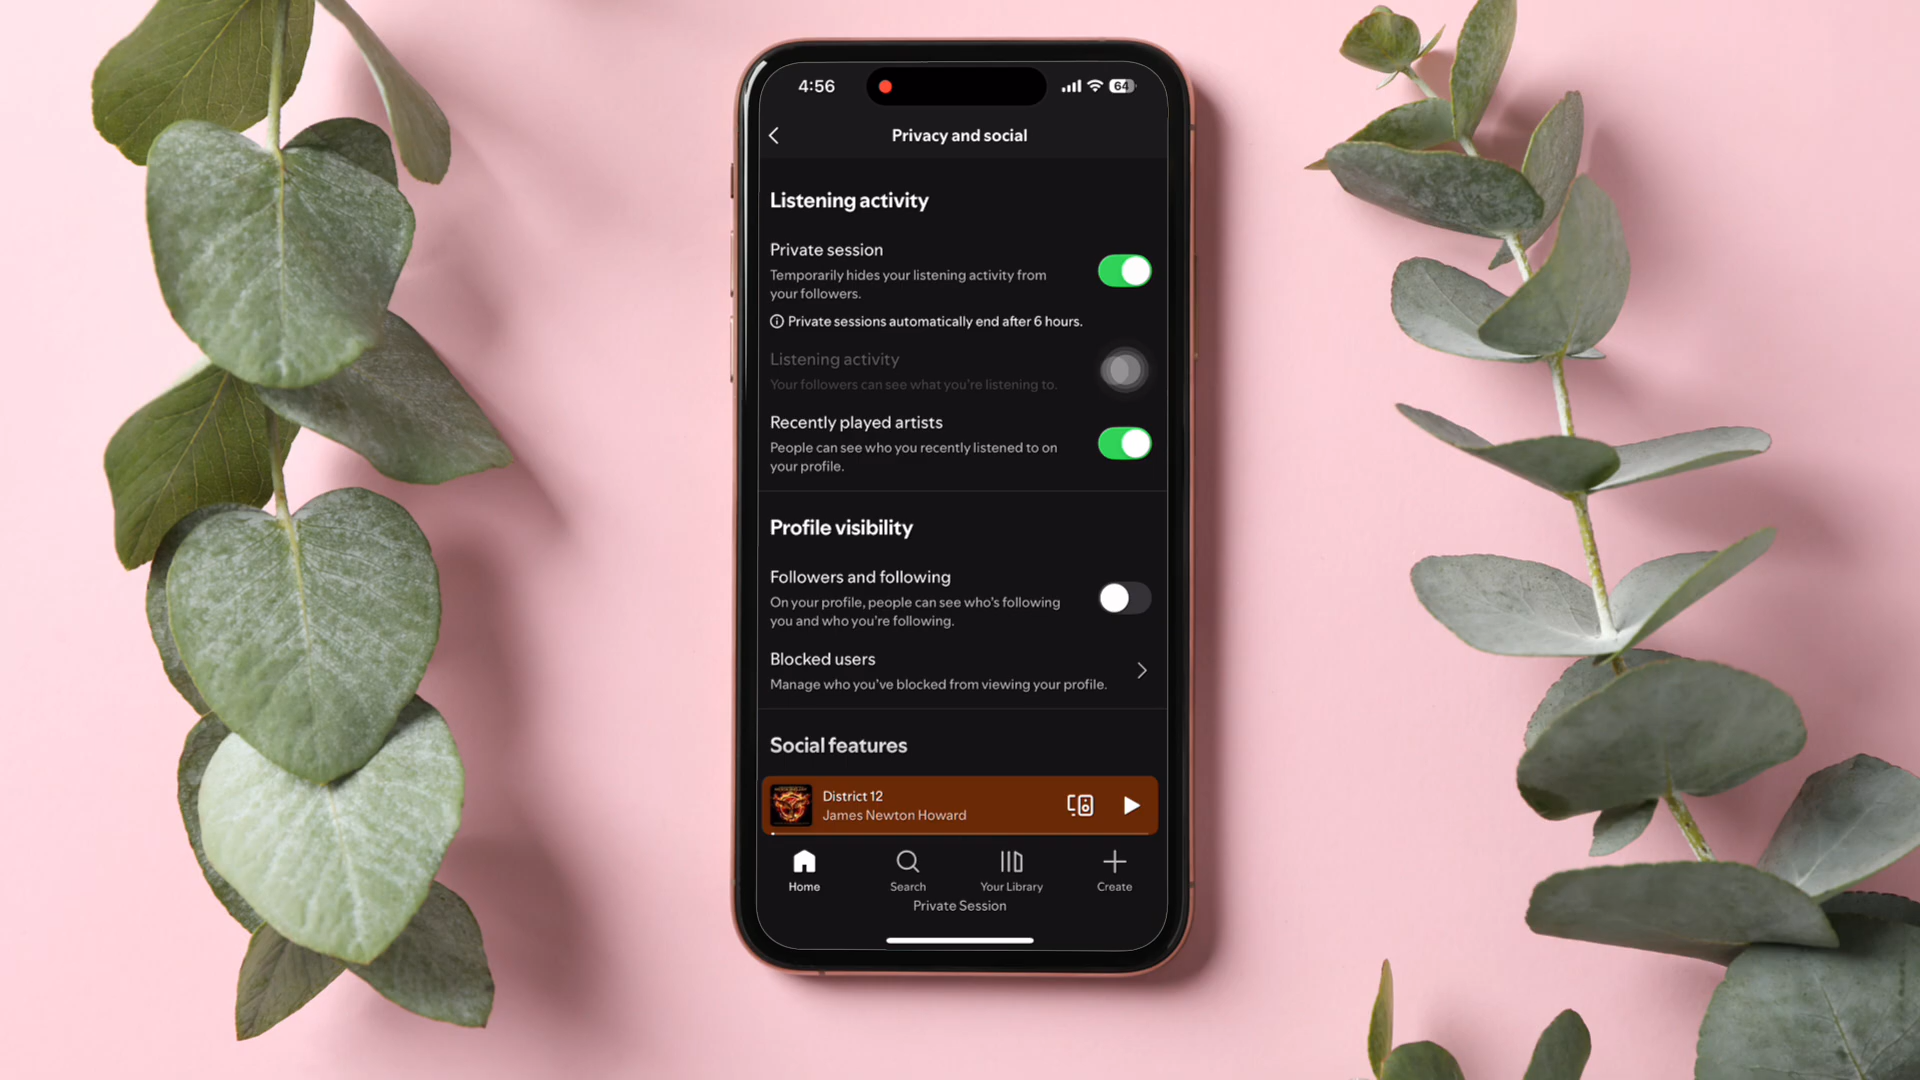 4:56
64
Privacy and social
Listening activity
Private session
Temporarily hides your listening activity from
your followers.
Private sessions automatically end after 6 hours.
Listening activity
Your followers can see what you're listening to.
Recently played artists
People can see who you recently listened to on
your profile.
Profile visibility
Followers and following
On your profile, people can see who's following
you and who you're following.
Blocked users
Manage who you've blocked from viewing your profile.
Social features
District 12
James Newton Howard
Home
Search
Your Library
Create
Private Session